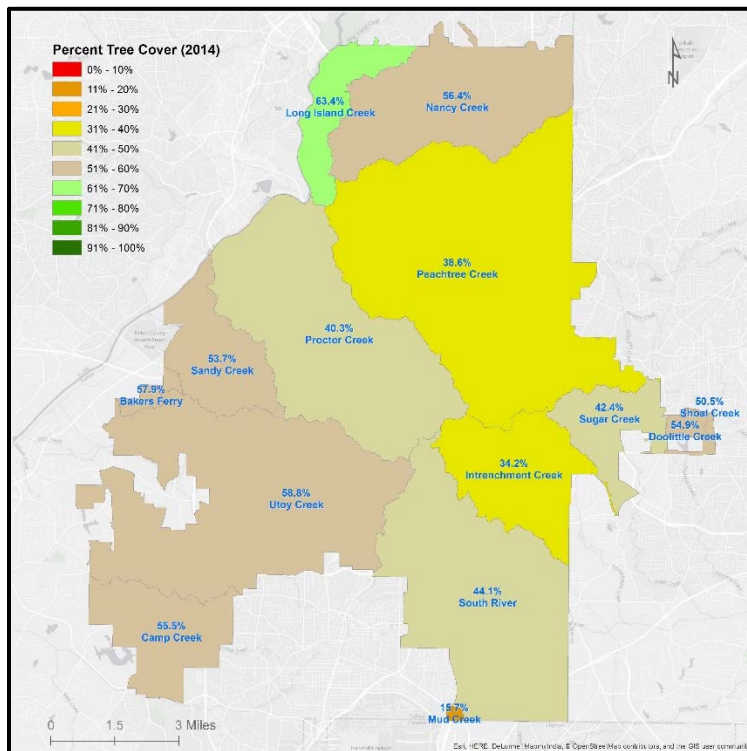 Percent Tree Cover (2014)
0% - 10%
11% - 20%
21% - 30%
31% - 40%
41% - 50%
51% - 60%
61% - 70%
71% - 80%
81% - 90%
91% - 100%
N
63.4%
Long Island Creek
56.4%
Nancy Creek
38.6%
Peachtree Creek
40.3%
Proctor Creek
53.7%
Sandy Creek
57.9%
Bakers Ferry
42.4%
Sugar Creek
50.5%
Shoal Creek
54.9%
Doolittle Creek
34.2%
Intrenchment Creek
58.8%
Utoy Creek
44.1%
South River
55.5%
Camp Creek
15.7%
Mud Creek
0 1.5 3 Miles
Esri, HERE, DeLorme, MapmyIndia, © OpenStreetMap contributors, and the GIS user community